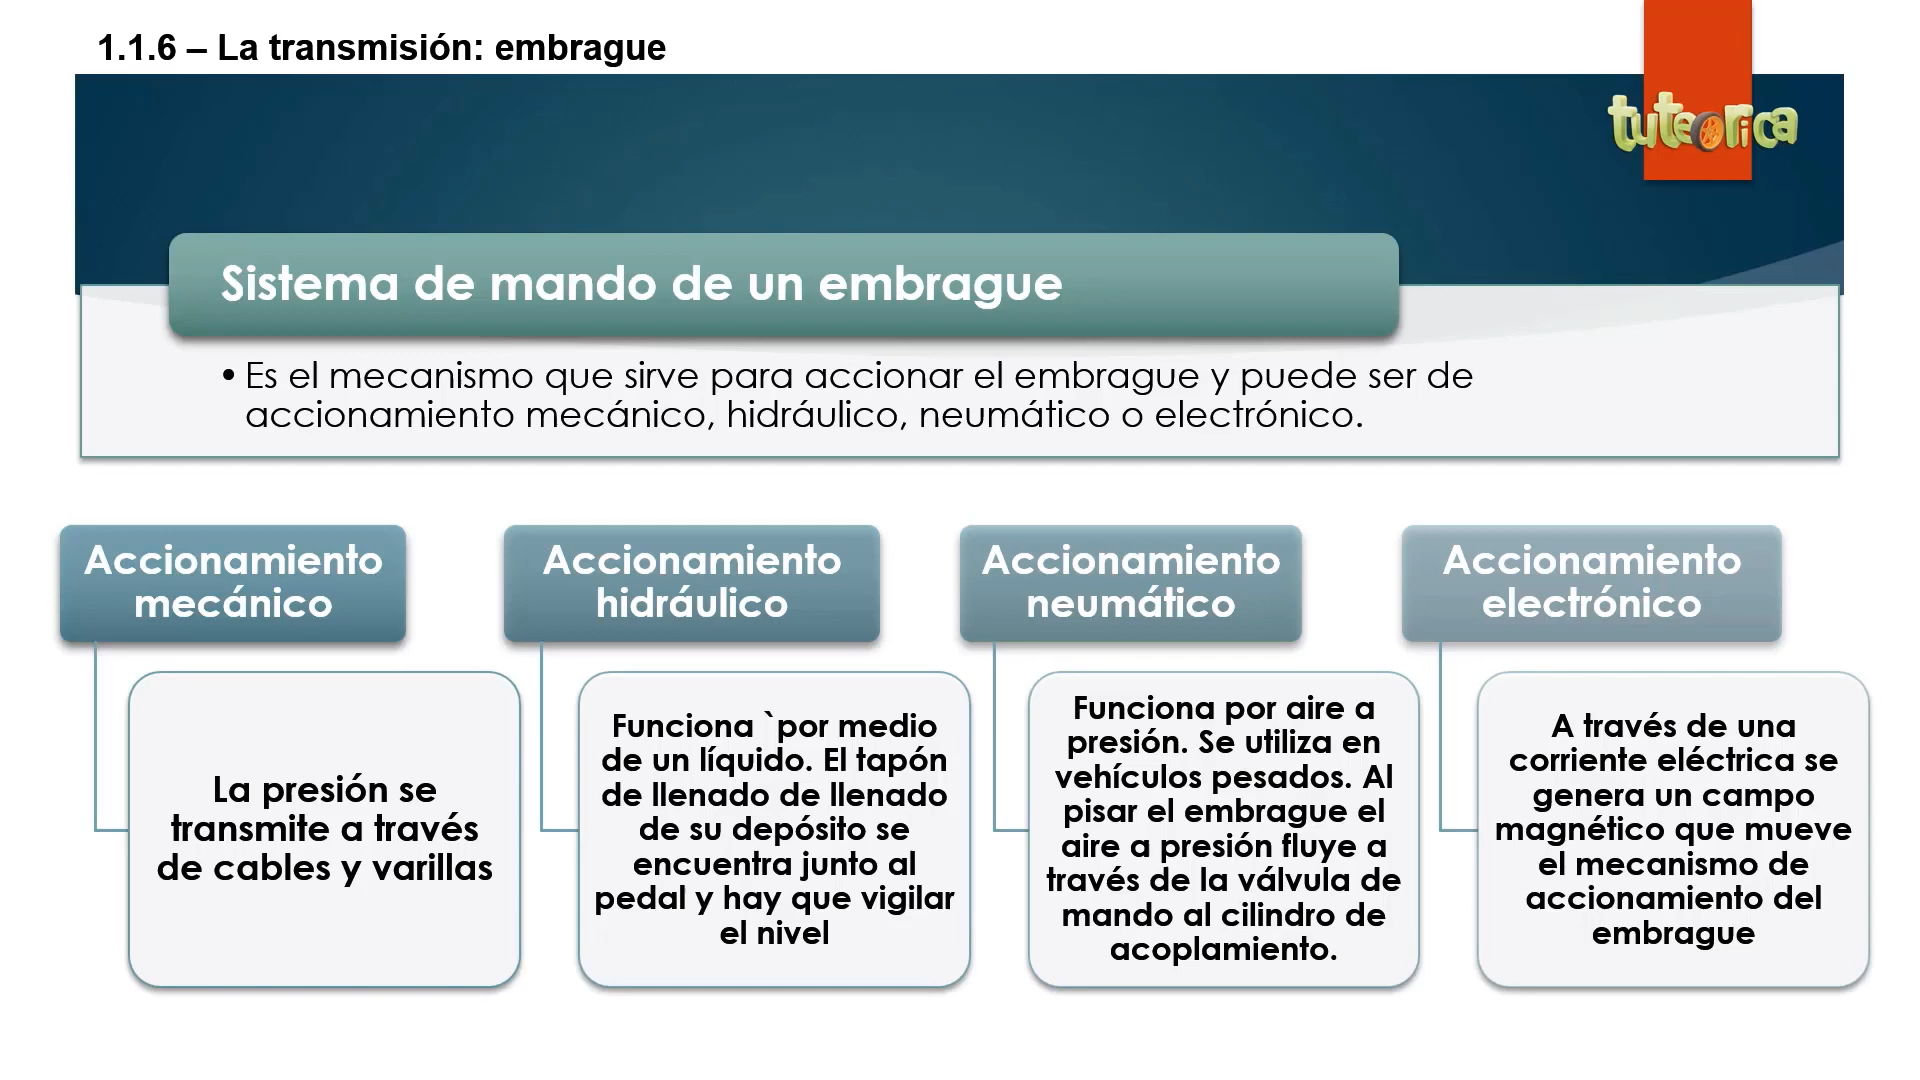 1.1.6 – La transmisión: embrague
tuteorica
Sistema de mando de un embrague
• Es el mecanismo que sirve para accionar el embrague y puede ser de
accionamiento mecánico, hidráulico, neumático o electrónico.
Accionamiento
mecánico
La presión se
transmite a través
de cables y varillas
Accionamiento
hidráulico
Funciona `por medio
de un líquido. El tapón
de llenado de llenado
de su depósito se
encuentra junto al
pedal y hay que vigilar
el nivel
Accionamiento
neumático
Funciona por aire a
presión. Se utiliza en
vehículos pesados. Al
pisar el embrague el
aire a presión fluye a
través de la válvula de
mando al cilindro de
acoplamiento.
Accionamiento
electrónico
A través de una
corriente eléctrica se
genera un campo
magnético que mueve
el mecanismo de
accionamiento del
embrague